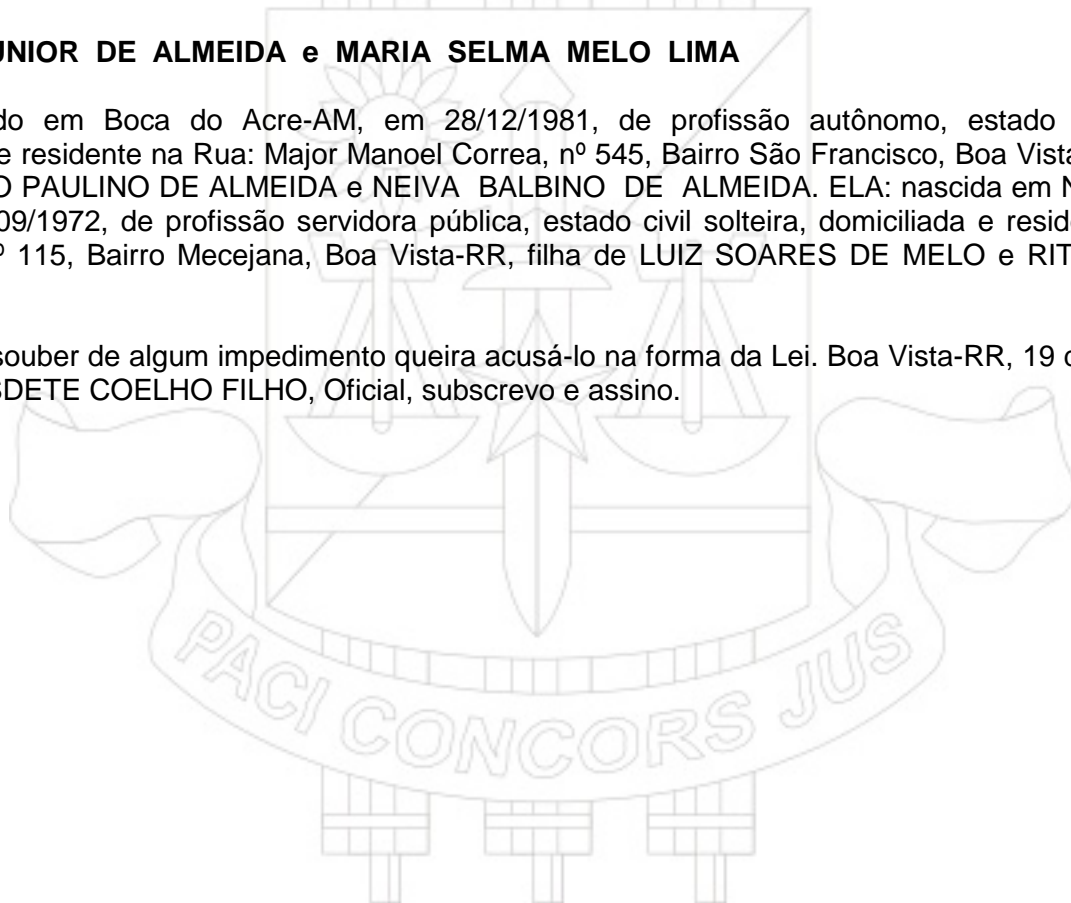 UNIOR DE ALMEIDA e MARIA SELMA MELO LIMA
do em Boca do Acre-AM, em 28/12/1981, de profissão autônomo, estado
e residente na Rua: Major Manoel Correa, nº 545, Bairro São Francisco, Boa Vista
O PAULINO DE ALMEIDA e NEIVA BALBINO DE ALMEIDA. ELA: nascida em N
09/1972, de profissão servidora pública, estado civil solteira, domiciliada e resid
º 115, Bairro Mecejana, Boa Vista-RR, filha de LUIZ SOARES DE MELO e RIT
souber de algum impedimento queira acusá-lo na forma da Lei. Boa Vista-RR, 19
SDETE COELHO FILHO, Oficial, subscrevo e assino.
PACI CONCORS JUS